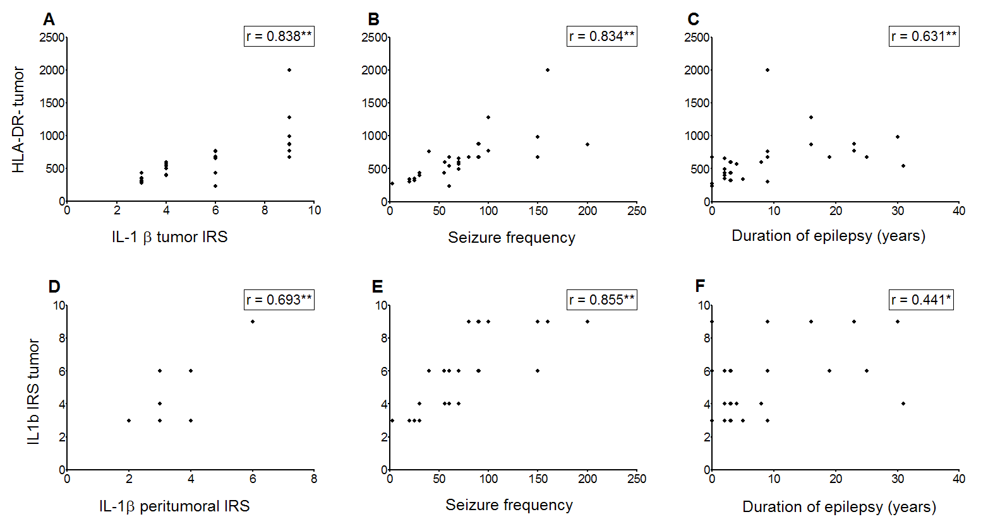 A
r = 0.838**
HLA-DR- tumor
2500
2000
1500
1000
500
0
0 2 4 6 8 10
IL-1 β tumor IRS
B
r = 0.834**
2500
2000
1500
1000
500
0
0 50 100 150 200 250
Seizure frequency
C
r = 0.631**
2500
2000
1500
1000
500
0
0 10 20 30 40
Duration of epilepsy (years)
D
r = 0.693**
IL1b IRS tumor
10
8
6
4
2
0
0 2 4 6 8
IL-1β peritumoral IRS
E
r = 0.855**
10
8
6
4
2
0
0 50 100 150 200 250
Seizure frequency
F
r = 0.441*
10
8
6
4
2
0
0 10 20 30 40
Duration of epilepsy (years)